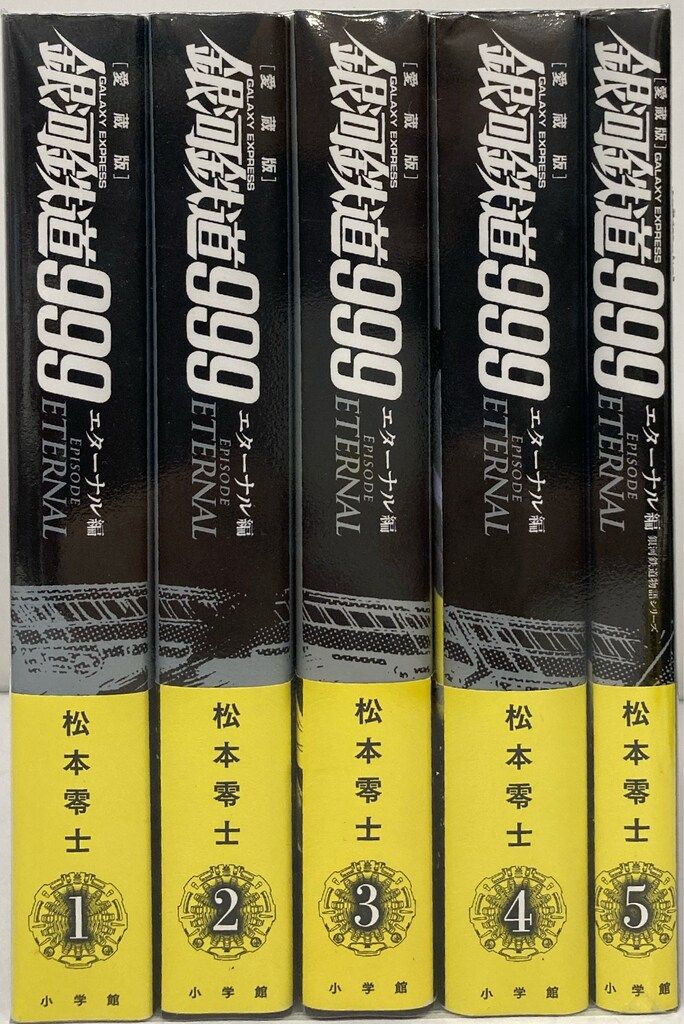 [愛蔵版]
GALAXY EXPRESS
銀河鉄道999
エターナル編
EPISODE
ETERNAL
松本零士
1
小学館
[愛蔵版]
GALAXY EXPRESS
銀河鉄道999
エターナル編
EPISODE
ETERNAL
松本零士
2
小学館
[愛蔵版]
GALAXY EXPRESS
銀河鉄道999
エターナル編
EPISODE
ETERNAL
松本零士
3
小学館
[愛蔵版]
GALAXY EXPRESS
銀河鉄道999
エターナル編
EPISODE
ETERNAL
松本零士
4
小学館
[愛蔵版]
GALAXY EXPRESS
銀河鉄道999
エターナル編
銀河鉄道物語シリーズ
EPISODE
ETERNAL
松本零士
5
小学館